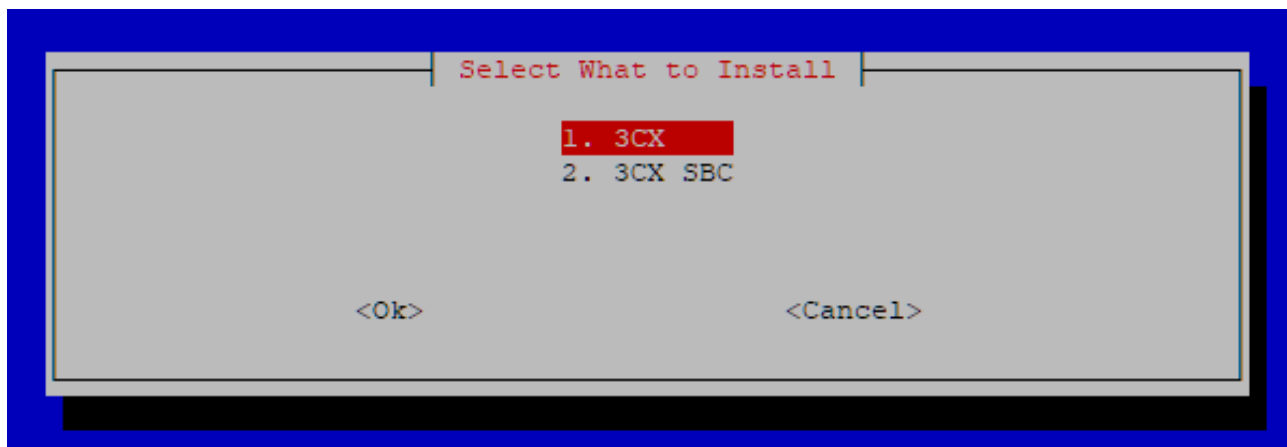 Select What to Install
1. 3CX
2. 3CX SBC
<Ok> <Cancel>